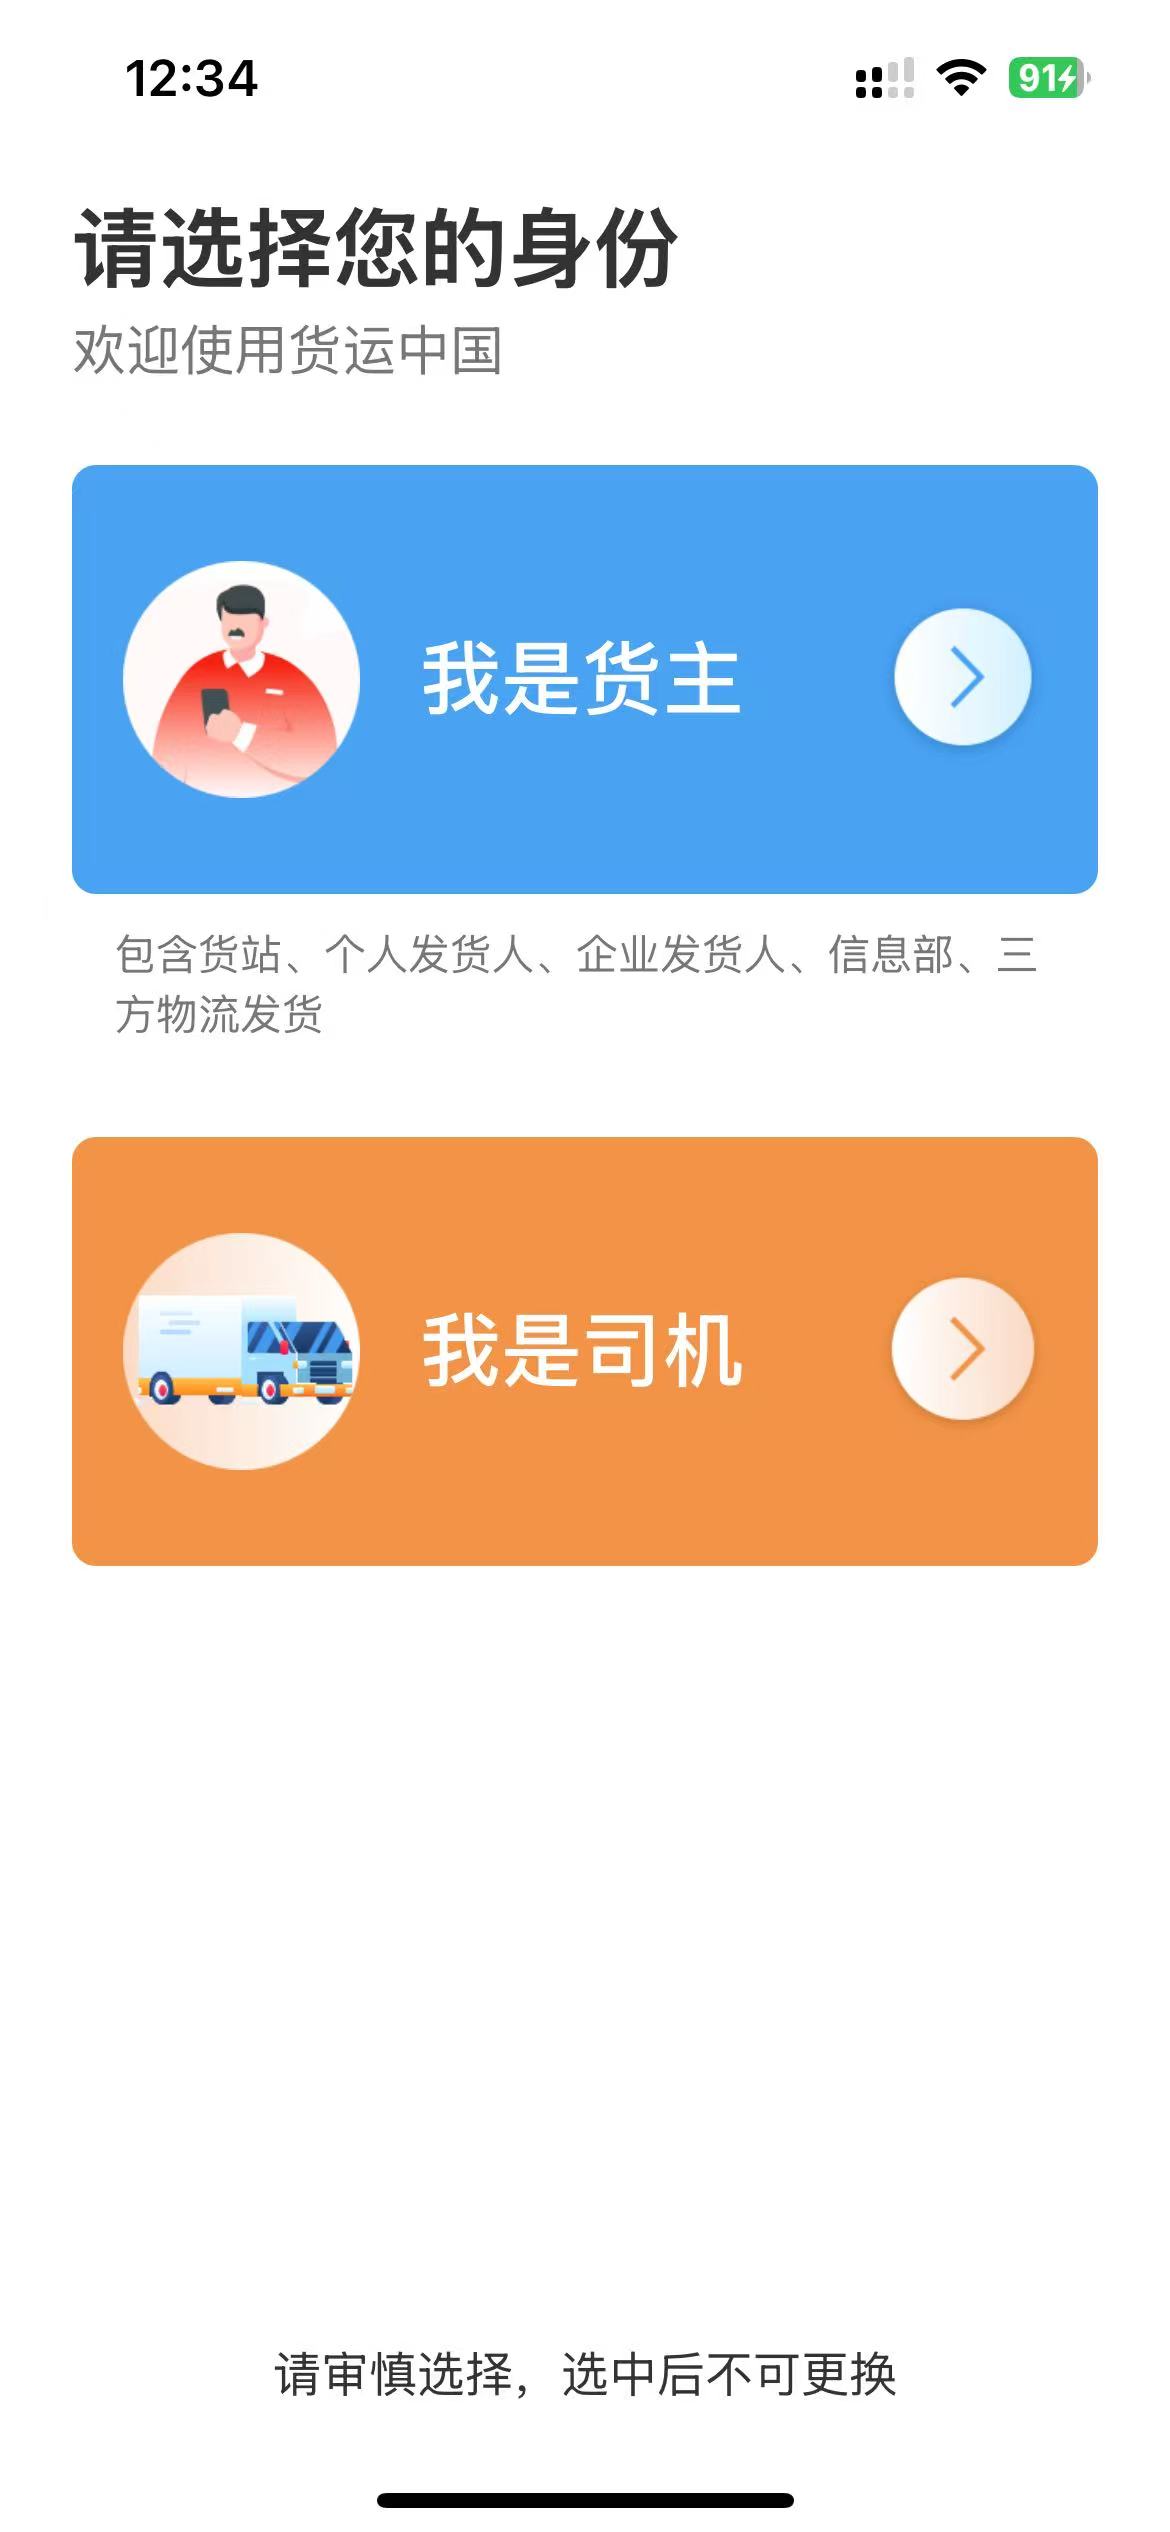 12:34
91
请选择您的身份
欢迎使用货运中国
我是货主
包含货站、个人发货人、企业发货人、信息部、三
方物流发货
我是司机
请审慎选择，选中后不可更换